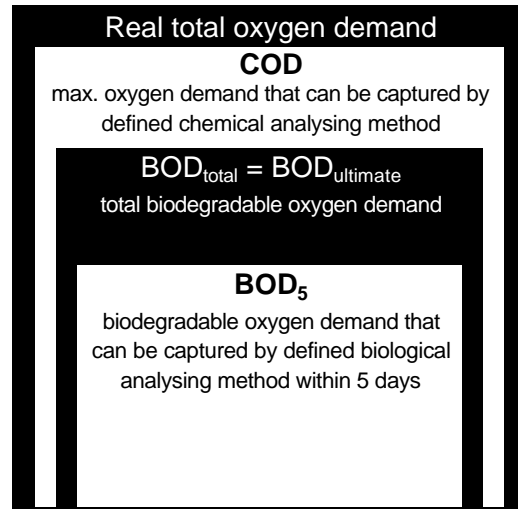 Real total oxygen demand
COD
max. oxygen demand that can be captured by
defined chemical analysing method
BODtotal = BODultimate
total biodegradable oxygen demand
BOD5
biodegradable oxygen demand that
can be captured by defined biological
analysing method within 5 days